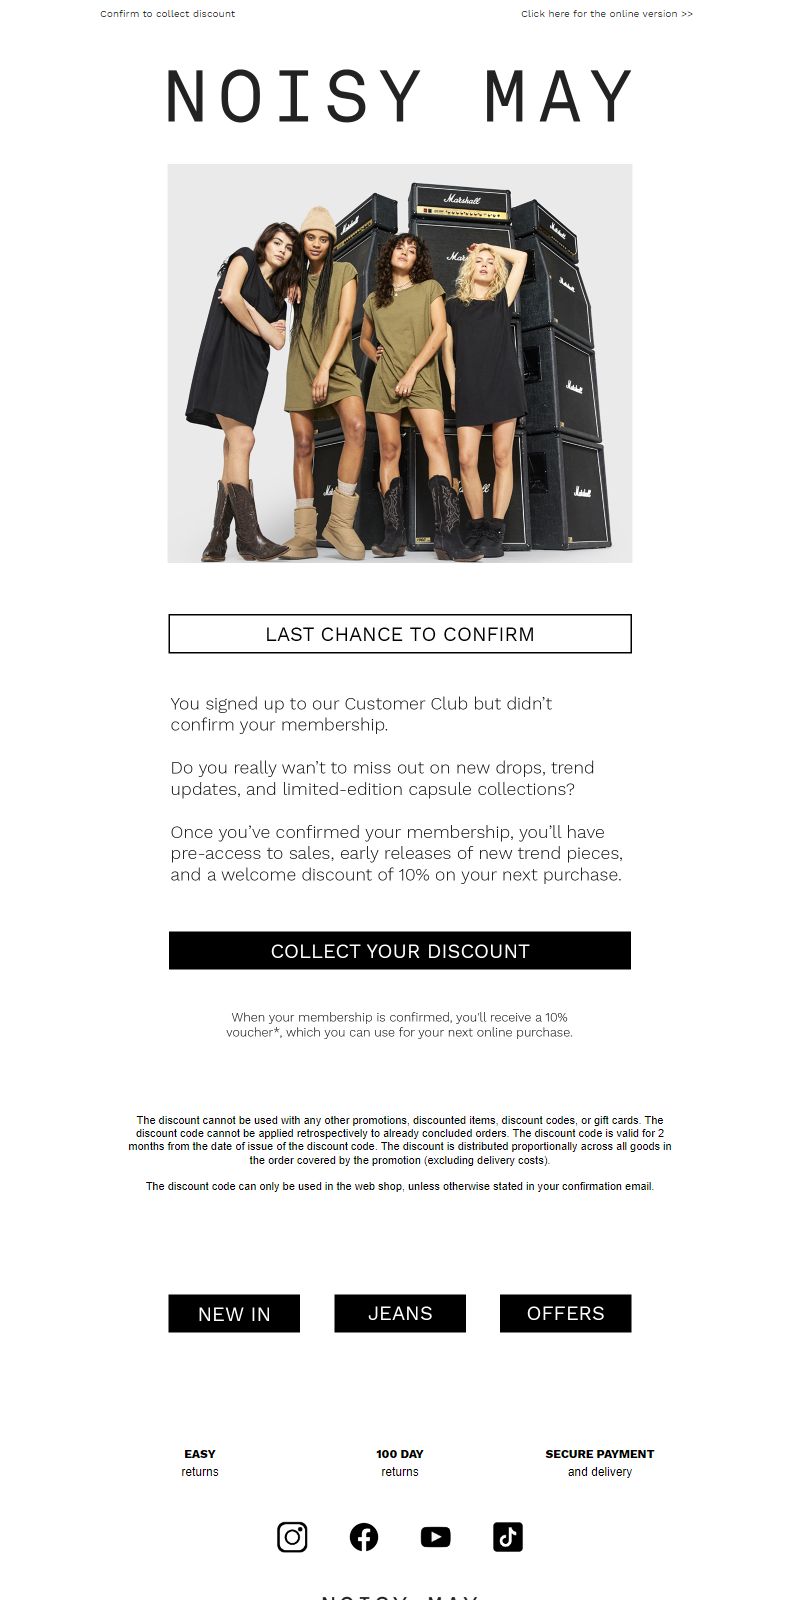 Confirm to collect discount
Click here for the online version >>
NOISY MAY
Marshall
Marshall
Marshall
Marshall
Marshall
Marshall
Marshall
LAST CHANCE TO CONFIRM
You signed up to our Customer Club but didn’t
confirm your membership.
Do you really wan’t to miss out on new drops, trend
updates, and limited-edition capsule collections?
Once you’ve confirmed your membership, you’ll have
pre-access to sales, early releases of new trend pieces,
and a welcome discount of 10% on your next purchase.
COLLECT YOUR DISCOUNT
When your membership is confirmed, you'll receive a 10%
voucher*, which you can use for your next online purchase.
The discount cannot be used with any other promotions, discounted items, discount codes, or gift cards. The
discount code cannot be applied retrospectively to already concluded orders. The discount code is valid for 2
months from the date of issue of the discount code. The discount is distributed proportionally across all goods in
the order covered by the promotion (excluding delivery costs).
The discount code can only be used in the web shop, unless otherwise stated in your confirmation email.
NEW IN
JEANS
OFFERS
EASY
returns
100 DAY
returns
SECURE PAYMENT
and delivery
NOISY MAY